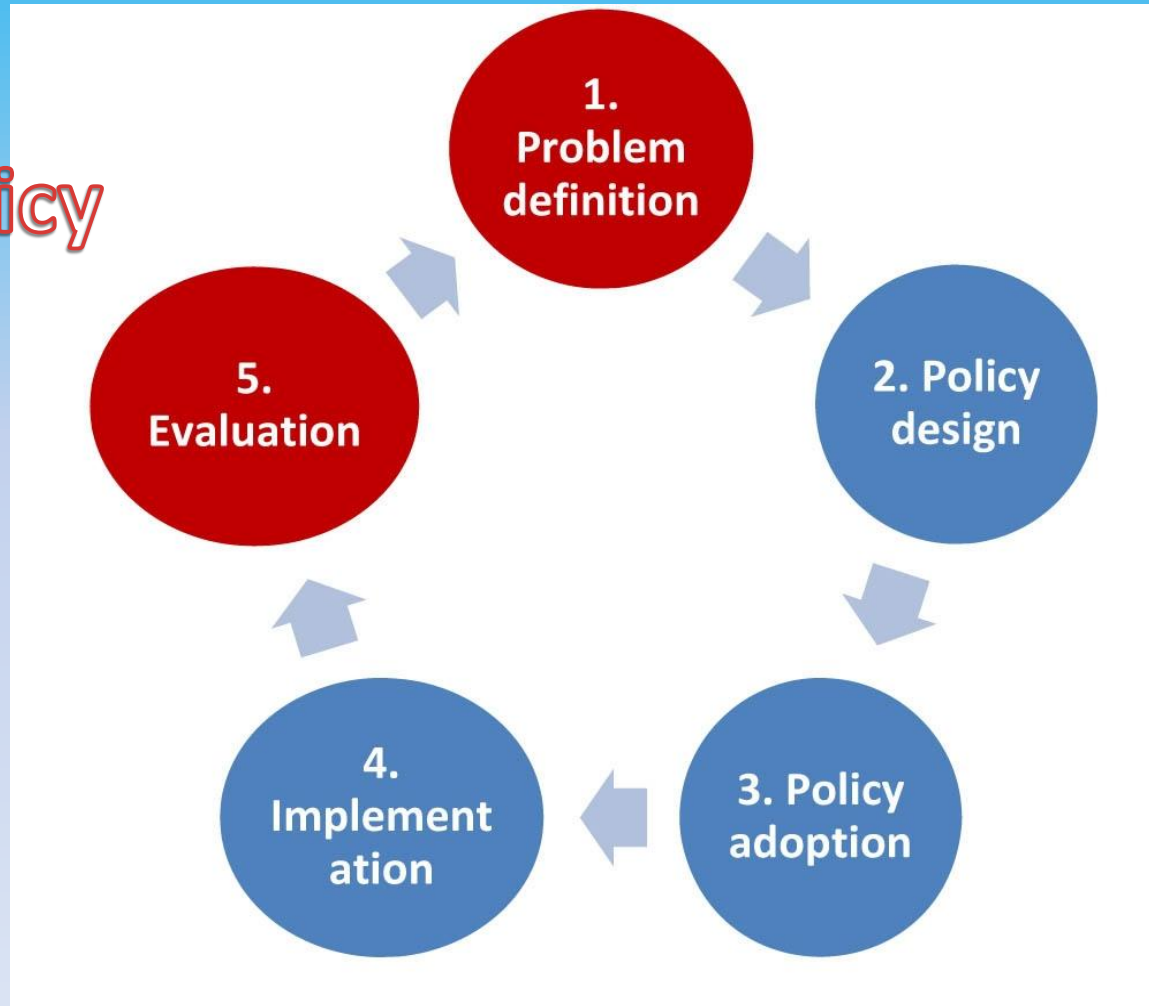 icy
1.
Problem
definition
2. Policy
design
3. Policy
adoption
4.
Implement
ation
5.
Evaluation